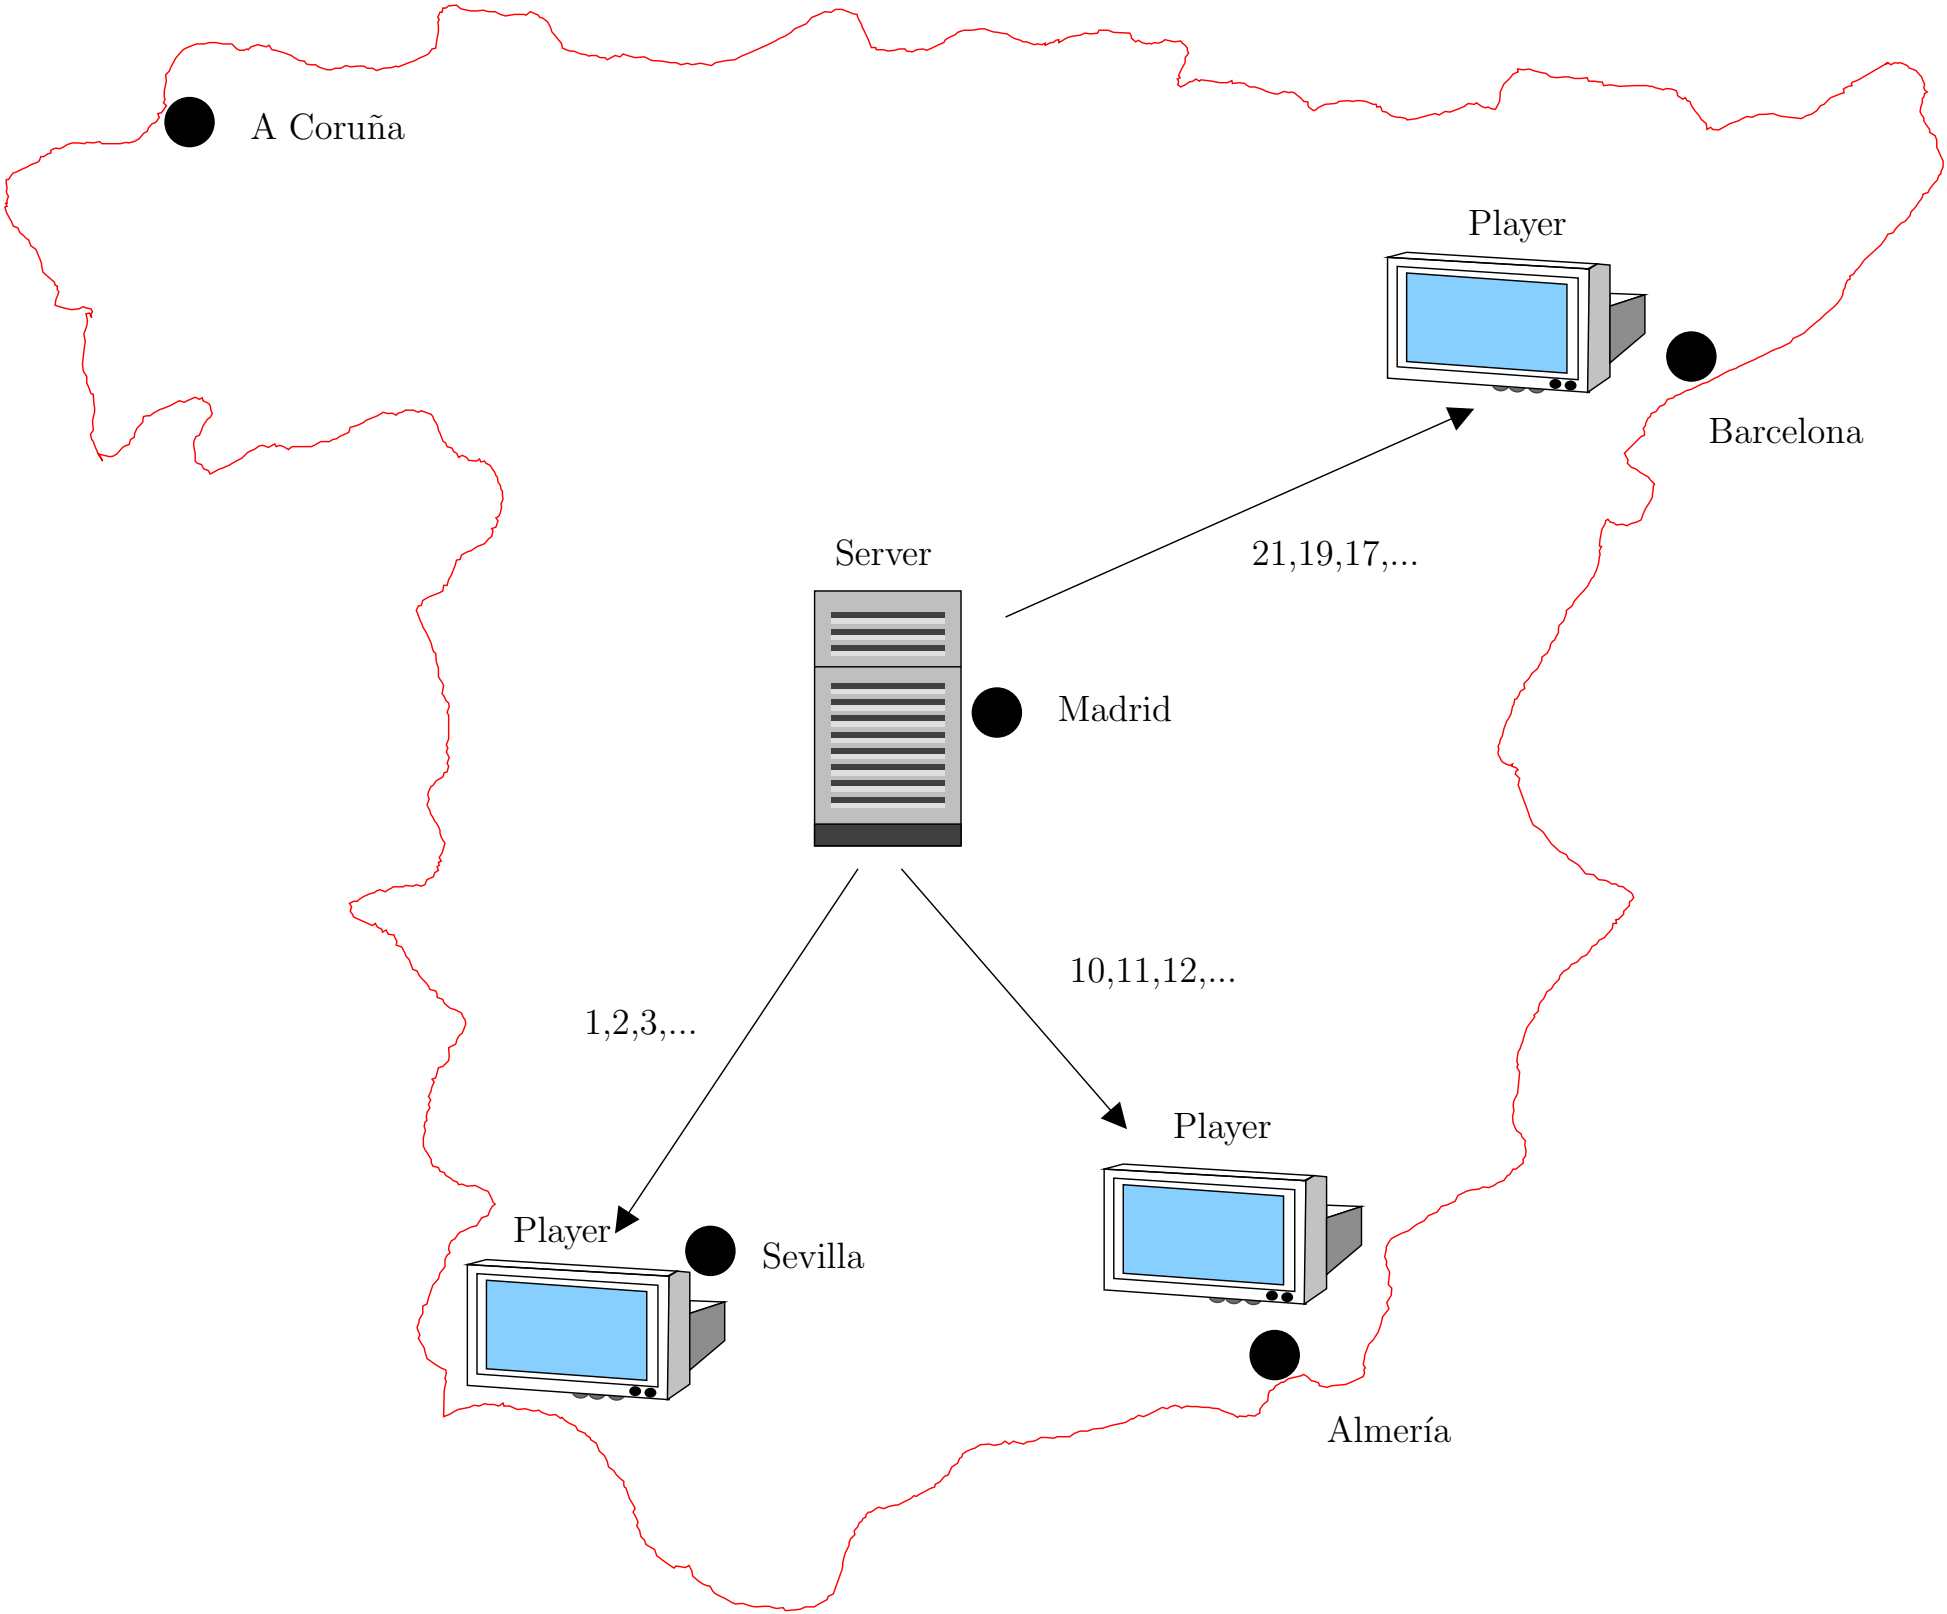 A Coruña
Player
Barcelona
Server
21,19,17,...
Madrid
10,11,12,...
1,2,3,...
Player
Player
Sevilla
Almería